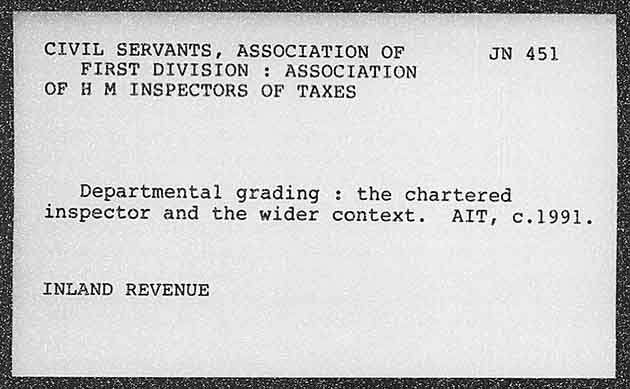 CIVIL SERVANTS, ASSOCIATION OF JN 451
FIRST DIVISION : ASSOCIATION
OF H M INSPECTORS OF TAXES
Departmental grading : the chartered
inspector and the wider context. AIT, c.1991.
INLAND REVENUE